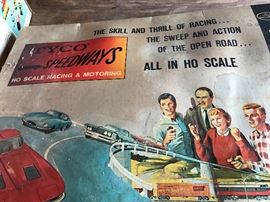 THE SKILL AND THRILL OF RACING...
THE SWEEP AND ACTION
OF THE OPEN ROAD...
ALL IN HO SCALE
TYCO
SPEEDWAYS
HO SCALE RACING & MOTORING